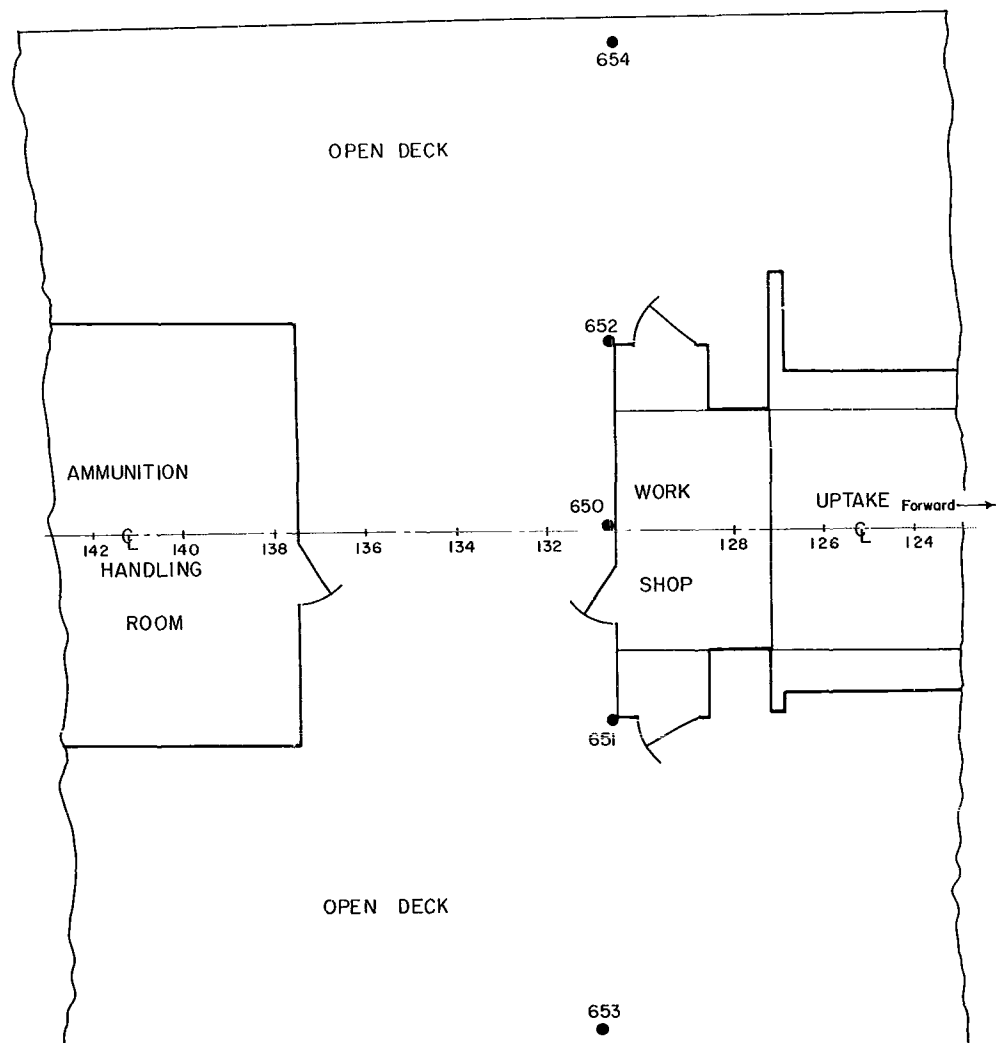 654
OPEN DECK
652
AMMUNITION
WORK
650
UPTAKE Forward
142 ℄ 140 138 136 134 132 128 126 ℄ 124
HANDLING
SHOP
ROOM
651
OPEN DECK
653